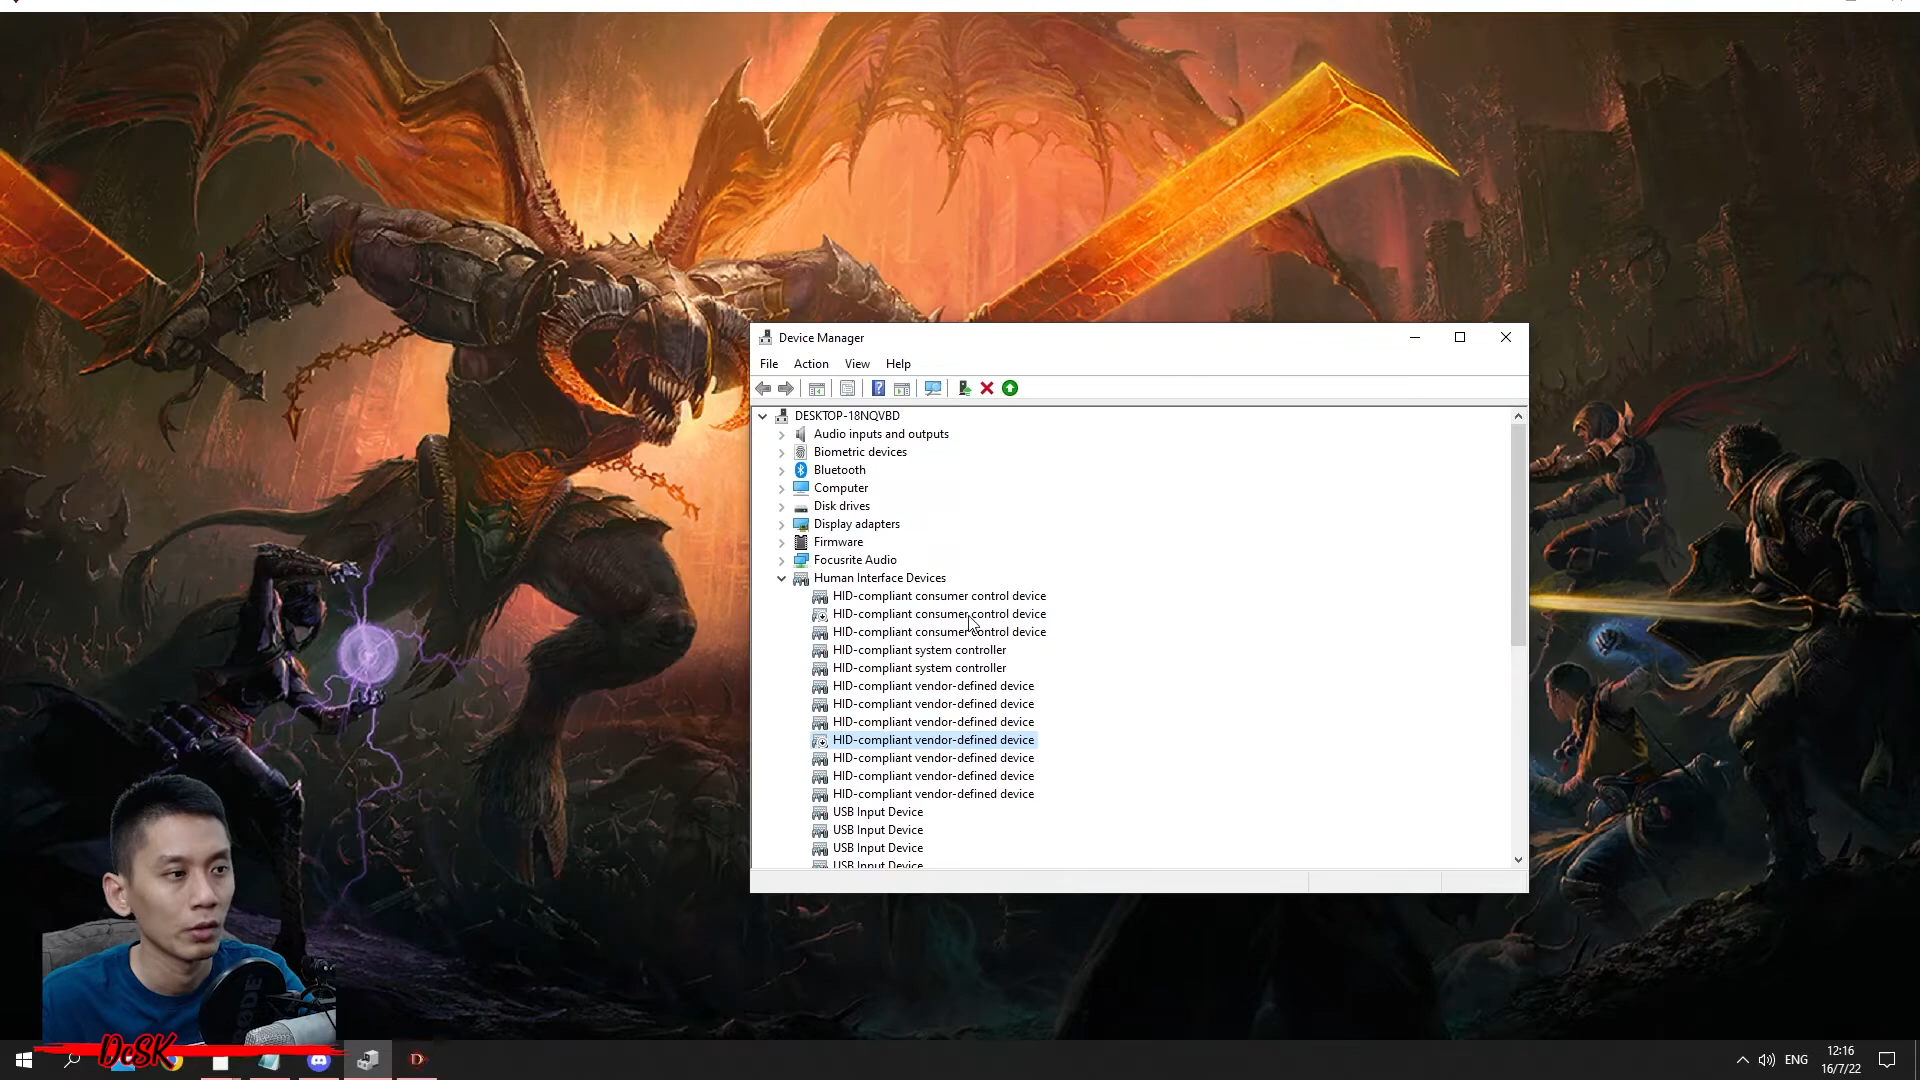 Device Manager
File Action View Help
DESKTOP-18NQVBD
Audio inputs and outputs
Biometric devices
Bluetooth
Computer
Disk drives
Display adapters
Firmware
Focusrite Audio
Human Interface Devices
HID-compliant consumer control device
HID-compliant consumer control device
HID-compliant consumer control device
HID-compliant system controller
HID-compliant system controller
HID-compliant vendor-defined device
HID-compliant vendor-defined device
HID-compliant vendor-defined device
HID-compliant vendor-defined device
HID-compliant vendor-defined device
HID-compliant vendor-defined device
HID-compliant vendor-defined device
USB Input Device
USB Input Device
USB Input Device
USB Input Device
DeSK
ENG
12:16
16/7/22